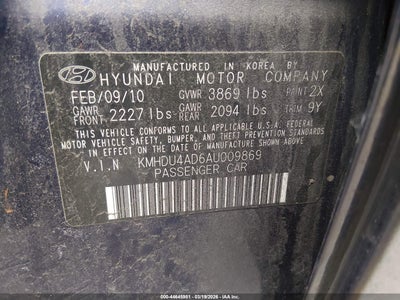 MANUFACTURED IN KOREA BY
HYUNDAI MOTOR COMPANY
FEB/09/10 GVWR 3869 lbs PAINT 2X
GAWR FRONT 2227 lbs GAWR REAR 2094 lbs TRIM 9Y
THIS VEHICLE CONFORMS TO ALL APPLICABLE U.S.A. FEDERAL
MOTOR VEHICLE SAFETY, BUMPER, AND THEFT PREVENTION STANDARDS
IN EFFECT ON THE DATE OF MANUFACTURE SHOWN ABOVE.
V.I.N KMHDU4AD6AU009869
PASSENGER CAR
000-44645981 - 03/19/2026 - IAA Inc.